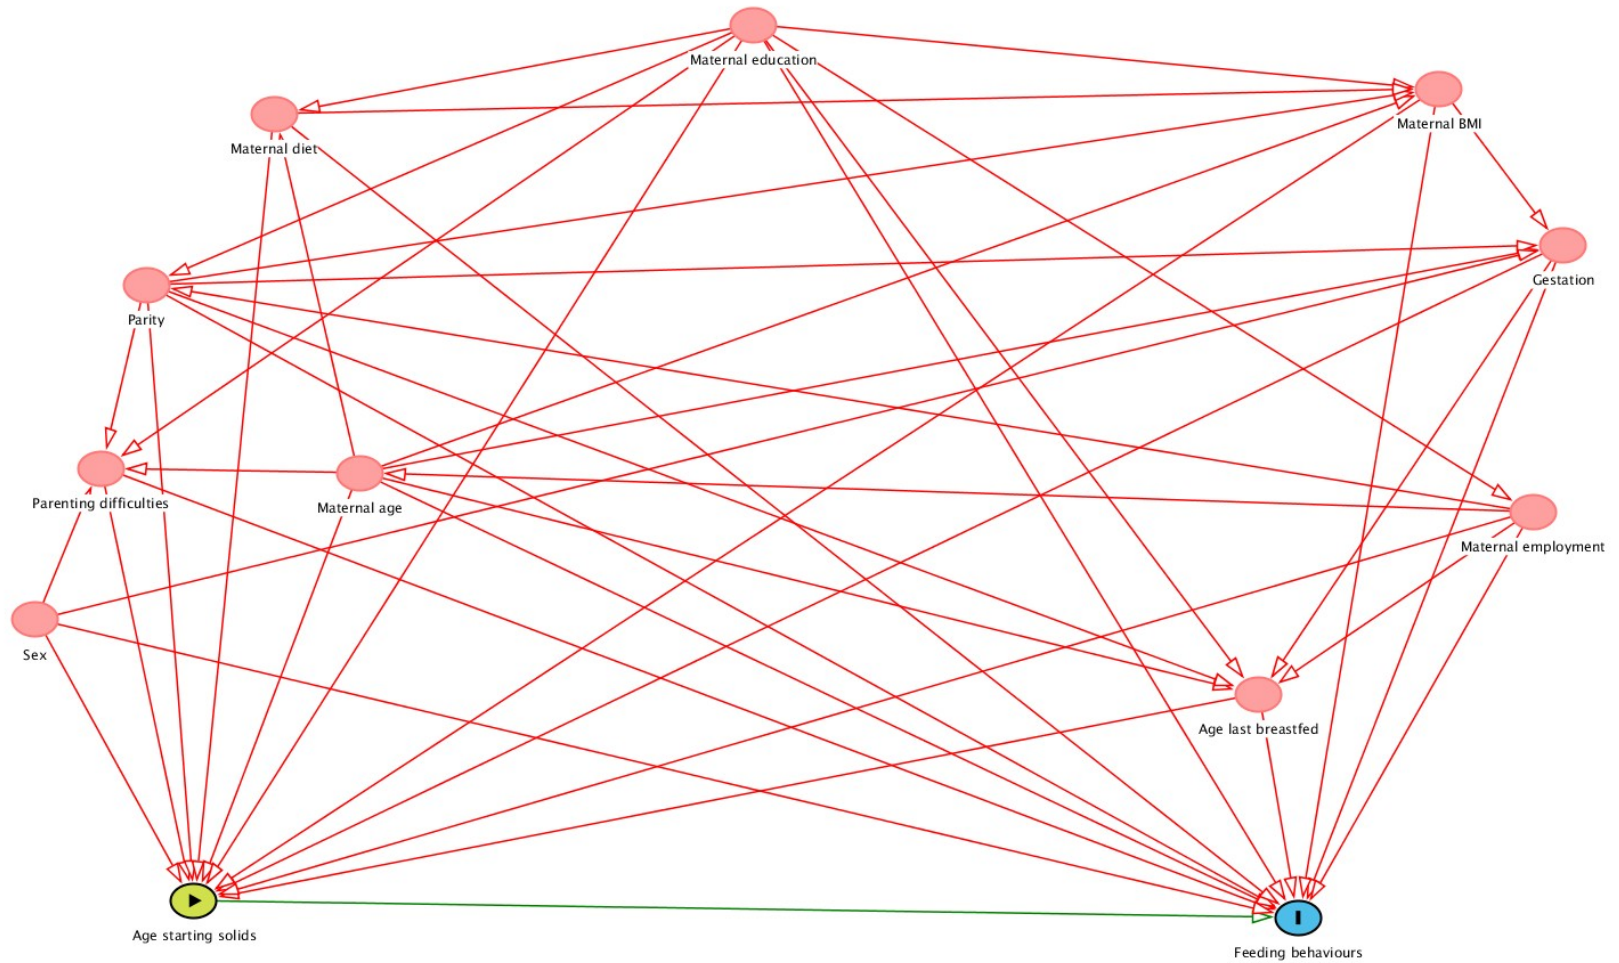 Maternal education
Maternal BMI
Maternal diet
Gestation
Parity
Parenting difficulties
Maternal age
Maternal employment
Sex
Age last breastfed
Age starting solids
Feeding behaviours